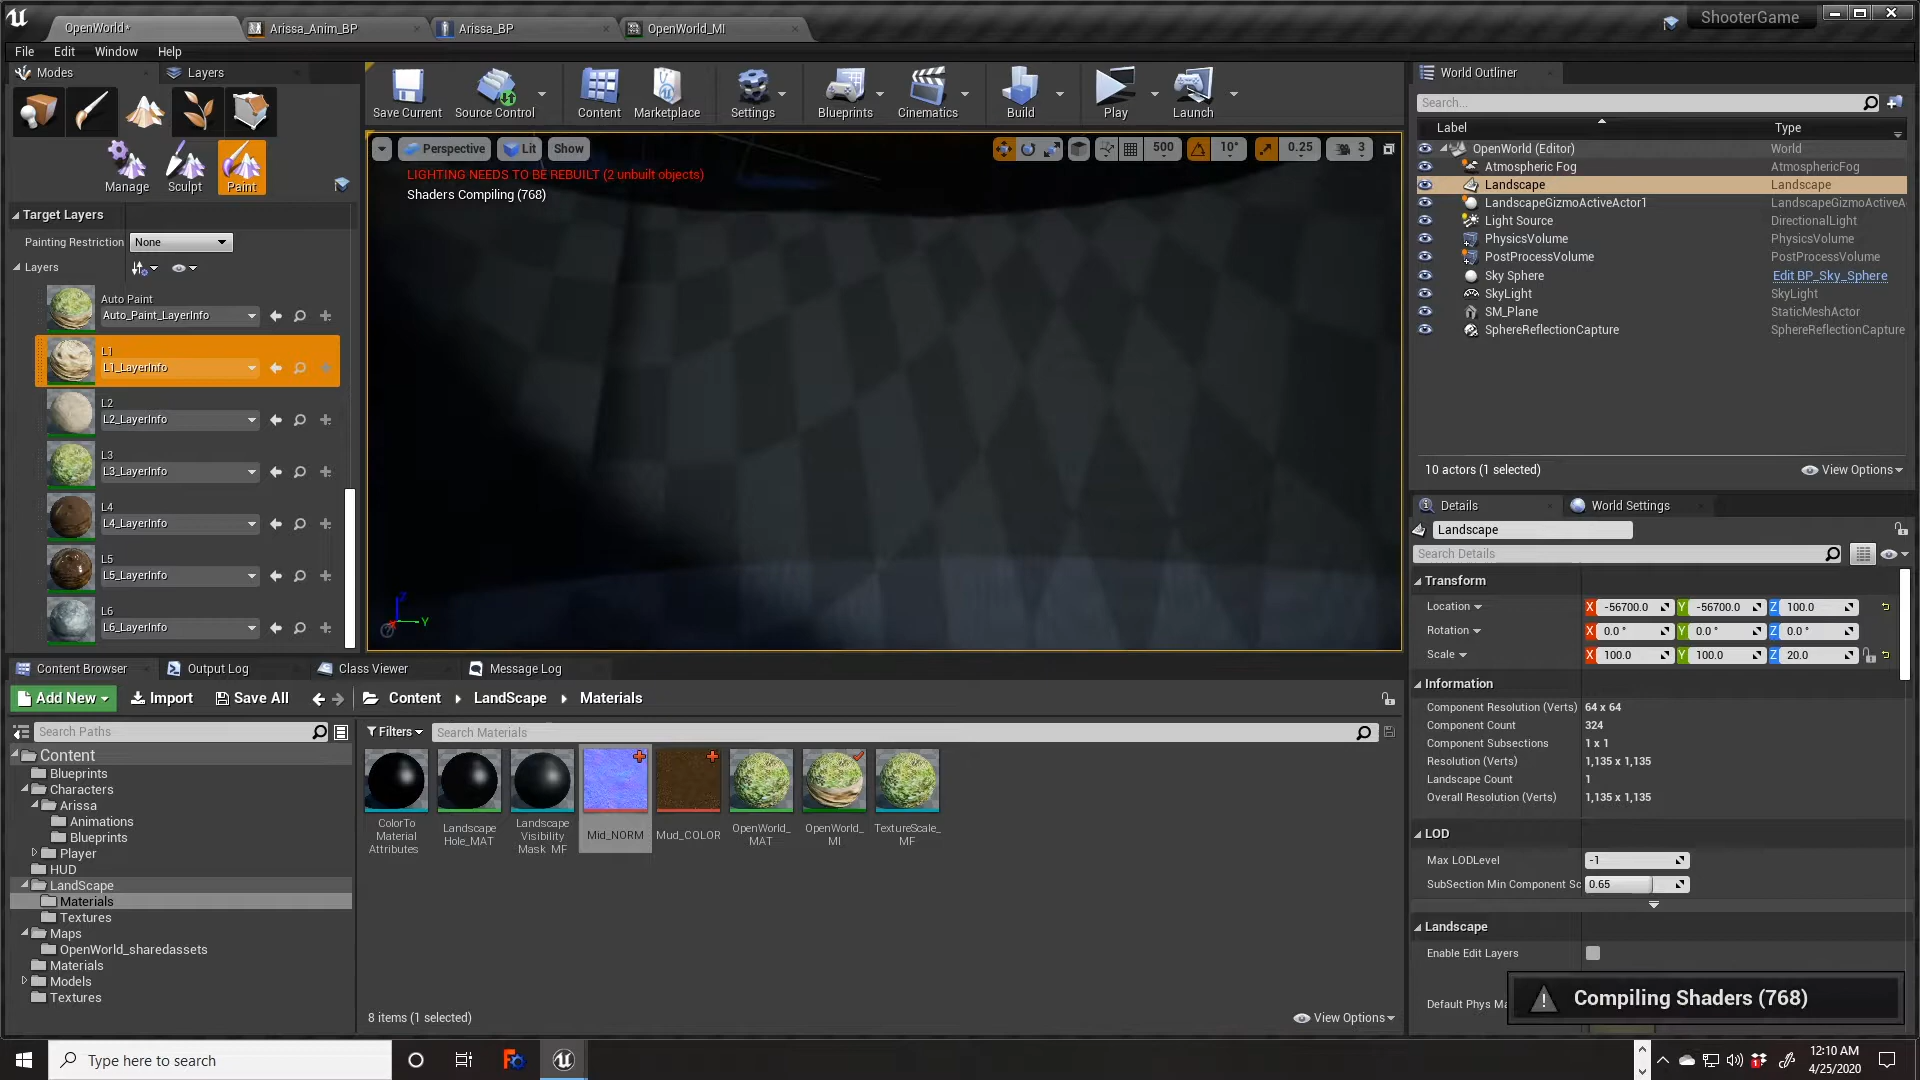 OpenWorld*
Arissa_Anim_BP
Arissa_BP
OpenWorld_MI
ShooterGame
File Edit Window Help
Modes
Layers
Manage Sculpt Paint
Target Layers
Painting Restriction None
Layers
Auto Paint
Auto_Paint_LayerInfo
L1
L1_LayerInfo
L2
L2_LayerInfo
L3
L3_LayerInfo
L4
L4_LayerInfo
L5
L5_LayerInfo
L6
L6_LayerInfo
Save Current Source Control Content Marketplace Settings Blueprints Cinematics Build Play Launch
Perspective Lit Show 500 10° 0.25 3
LIGHTING NEEDS TO BE REBUILT (2 unbuilt objects)
Shaders Compiling (768)
Z
Y
World Outliner
Search...
Label Type
OpenWorld (Editor) World
Atmospheric Fog AtmosphericFog
Landscape Landscape
LandscapeGizmoActiveActor1 LandscapeGizmoActiveA
Light Source DirectionalLight
PhysicsVolume PhysicsVolume
PostProcessVolume PostProcessVolume
Sky Sphere Edit BP_Sky_Sphere
SkyLight SkyLight
SM_Plane StaticMeshActor
SphereReflectionCapture SphereReflectionCapture
10 actors (1 selected) View Options
Details World Settings
Landscape
Search Details
Transform
Location X -56700.0 Y -56700.0 Z 100.0
Rotation X 0.0 ° Y 0.0 ° Z 0.0 °
Scale X 100.0 Y 100.0 Z 20.0
Information
Component Resolution (Verts) 64 x 64
Component Count 324
Component Subsections 1 x 1
Resolution (Verts) 1,135 x 1,135
Landscape Count 1
Overall Resolution (Verts) 1,135 x 1,135
LOD
Max LODLevel -1
SubSection Min Component Sc 0.65
Landscape
Enable Edit Layers
Default Phys Ma
Compiling Shaders (768)
Content Browser Output Log Class Viewer Message Log
Add New Import Save All Content LandScape Materials
Search Paths
Filters Search Materials
Content
Blueprints
Characters
Arissa
Animations
Blueprints
Player
HUD
LandScape
Materials
Textures
Maps
OpenWorld_sharedassets
Materials
Models
Textures
ColorTo
Material
Attributes
Landscape
Hole_MAT
Landscape
Visibility
Mask_MF
Mid_NORM
Mud_COLOR
OpenWorld_
MAT
OpenWorld_
MI
TextureScale_
MF
8 items (1 selected) View Options
Type here to search
1
12:10 AM
4/25/2020